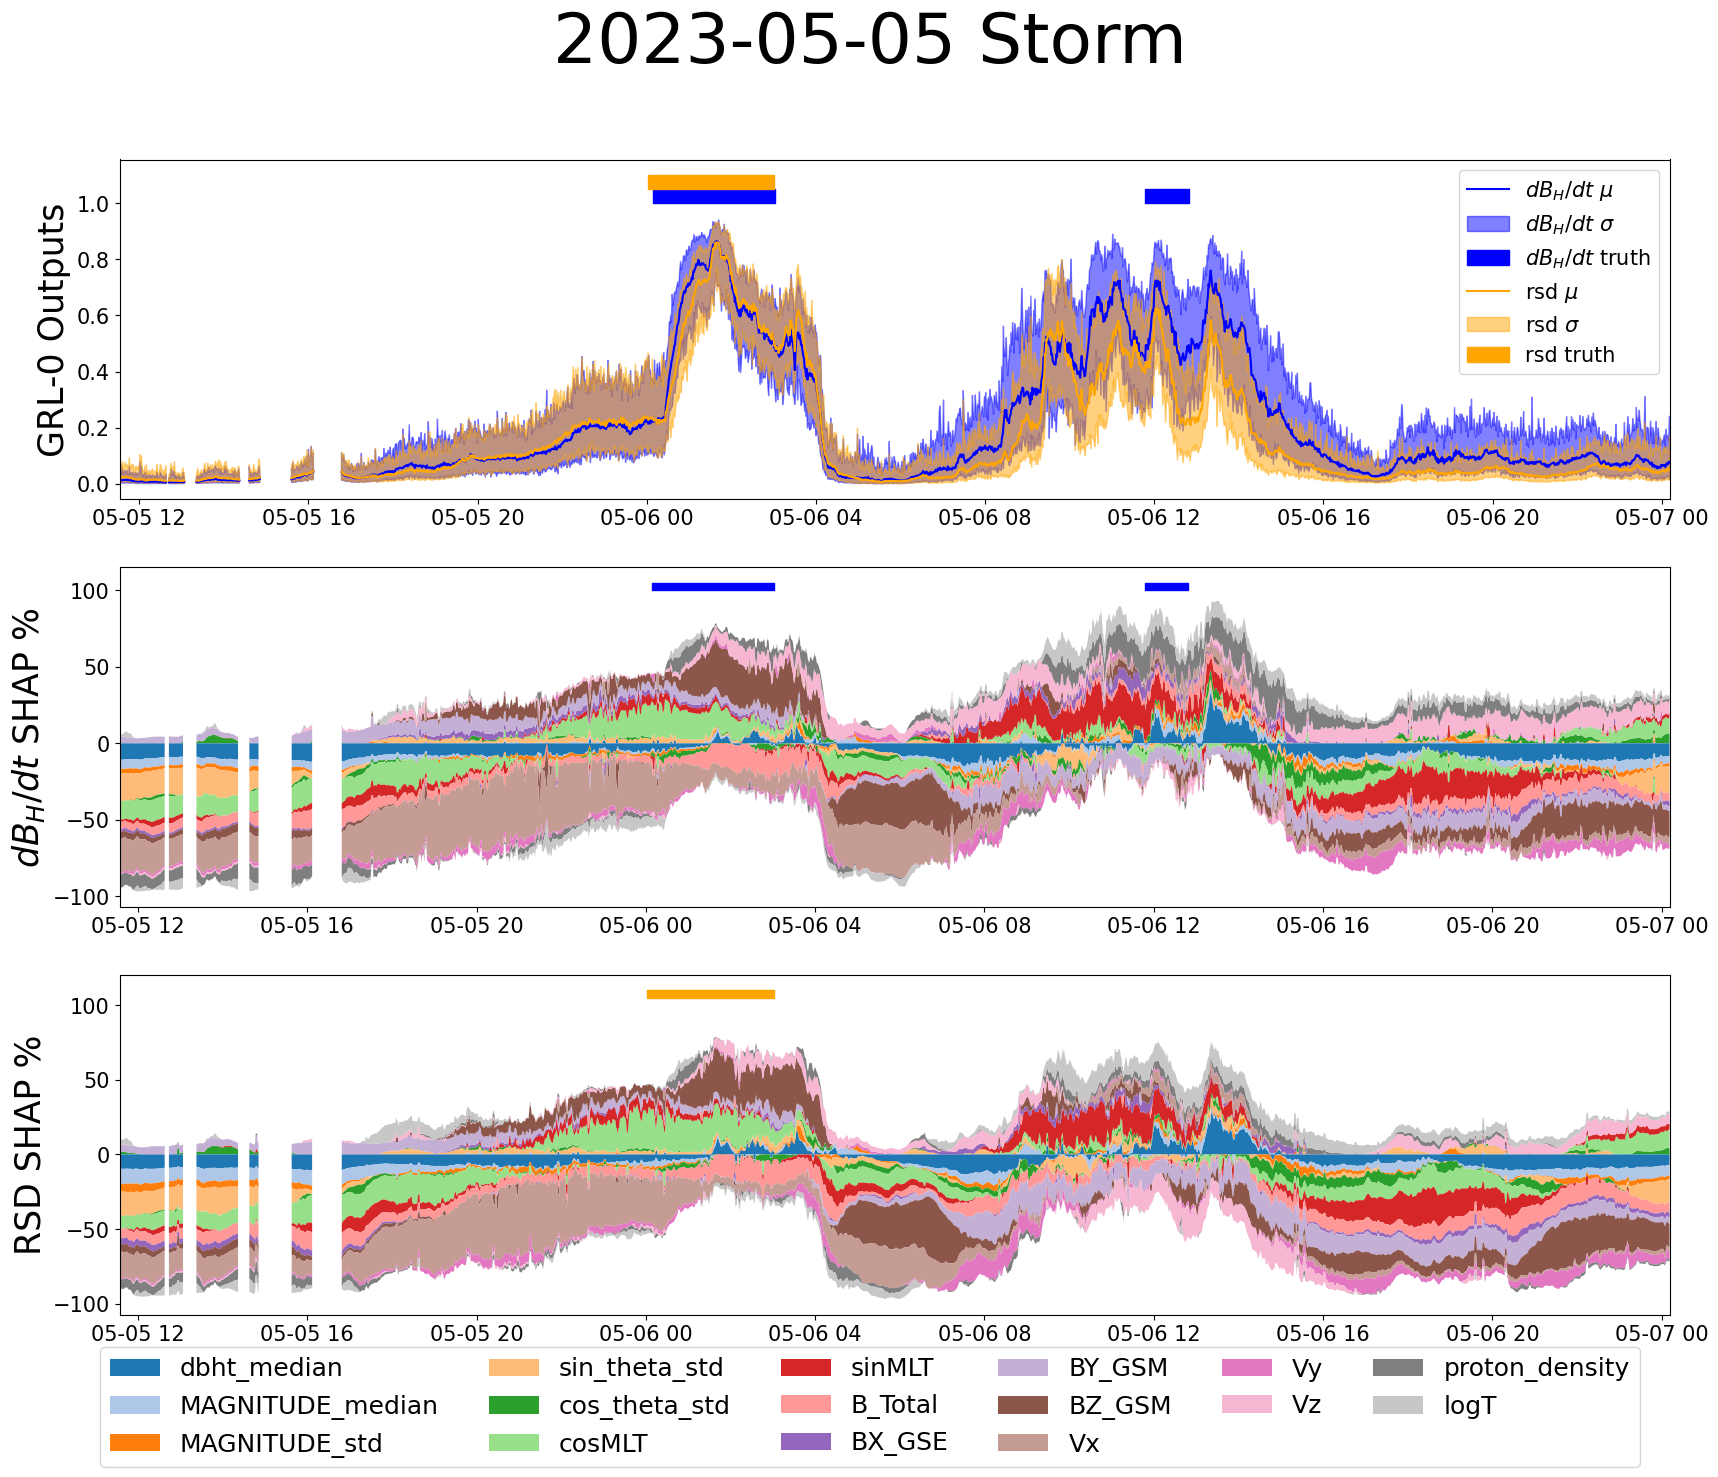 2023-05-05 Storm
GRL-0 Outputs
1.0
0.8
0.6
0.4
0.2
0.0
dB_H/dt μ
dB_H/dt σ
dB_H/dt truth
rsd μ
rsd σ
rsd truth
05-05 12 05-05 16 05-05 20 05-06 00 05-06 04 05-06 08 05-06 12 05-06 16 05-06 20 05-07 00
dB_H/dt SHAP %
100
50
0
−50
−100
05-05 12 05-05 16 05-05 20 05-06 00 05-06 04 05-06 08 05-06 12 05-06 16 05-06 20 05-07 00
RSD SHAP %
100
50
0
−50
−100
05-05 12 05-05 16 05-05 20 05-06 00 05-06 04 05-06 08 05-06 12 05-06 16 05-06 20 05-07 00
dbht_median sin_theta_std sinMLT BY_GSM Vy proton_density
MAGNITUDE_median cos_theta_std B_Total BZ_GSM Vz logT
MAGNITUDE_std cosMLT BX_GSE Vx